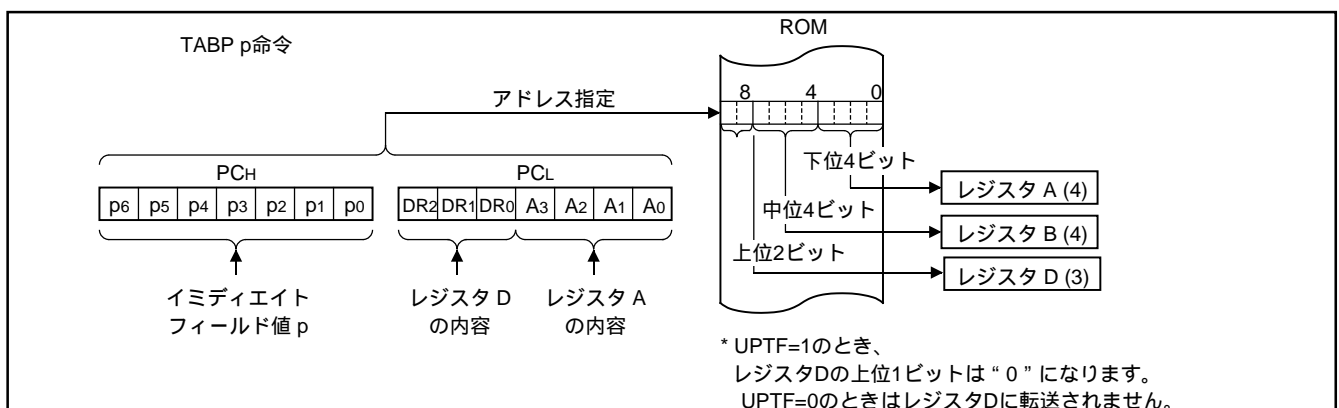 TABP p命令
ROM
8 4 0
アドレス指定
PCH
PCL
下位4ビット
p6 p5 p4 p3 p2 p1 p0
DR2 DR1 DR0 A3 A2 A1 A0
レジスタ A (4)
中位4ビット
レジスタ B (4)
上位2ビット
レジスタ D (3)
イミディエイト
フィールド値 p
レジスタ D
の内容
レジスタ A
の内容
* UPTF=1のとき、
レジスタDの上位1ビットは“ 0 ”になります。
UPTF=0のときはレジスタDに転送されません。